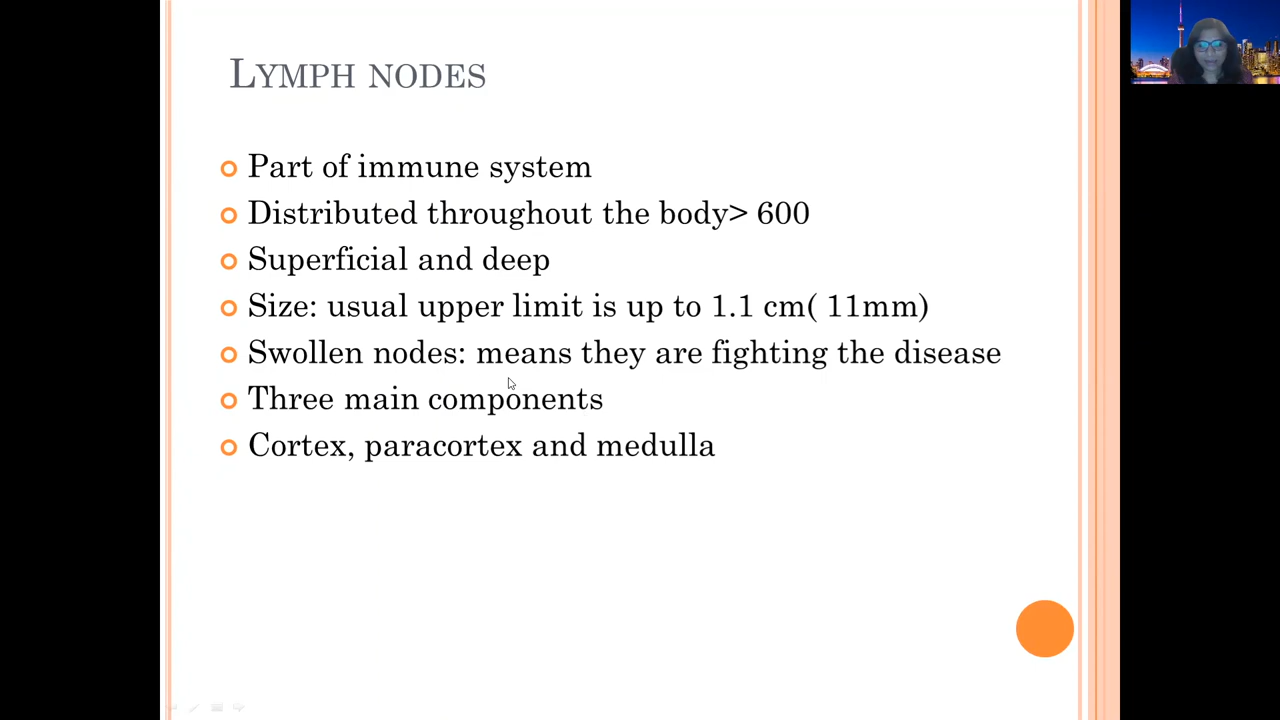 LYMPH NODES
Part of immune system
Distributed throughout the body> 600
Superficial and deep
Size: usual upper limit is up to 1.1 cm( 11mm)
Swollen nodes: means they are fighting the disease
Three main components
Cortex, paracortex and medulla